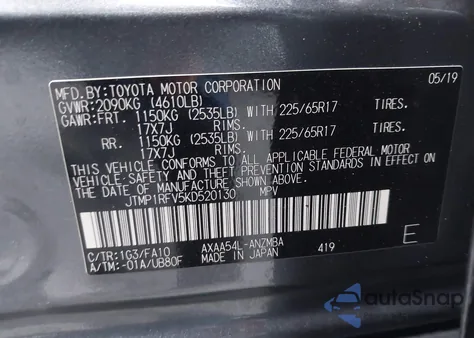 MFD.BY:TOYOTA MOTOR CORPORATION 05/19
GVWR:2090KG (4610LB)
GAWR:FRT. 1150KG (2535LB) WITH 225/65R17
17X7J RIMS.
RR. 1150KG (2535LB) WITH 225/65R17
17X7J RIMS.
THIS VEHICLE CONFORMS TO ALL APPLICABLE FEDERAL MOTOR
VEHICLE SAFETY AND THEFT PREVENTION STANDARDS IN EFFECT
ON THE DATE OF MANUFACTURE SHOWN ABOVE.
JTMP1RFV5KD520130 MPV
C/TR:1G3/FA10 AXAA54L-ANZMBA 419 E
A/TM:-01A/UB80F MADE IN JAPAN
autoSnap